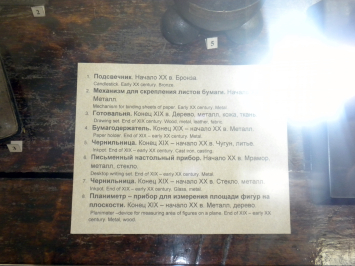 2
5
1. Подсвечник. Начало XX в. Бронза.
Candlestick. Early XX century. Bronze.
2. Механизм для скрепления листов бумаги. Начало
Металл.
Mechanism for binding sheets of paper. Early XX century. Metal.
3. Готовальня. Конец XIX в. Дерево, металл, кожа, ткань.
Drawing set. End of XIX century. Wood, metal, leather, fabric.
4. Бумагодержатель. Конец XIX – начало XX в. Металл.
Paper holder. End of XIX – early XX century. Metal.
5. Чернильница. Конец XIX – начало XX в. Чугун, литье.
Inkpot. End of XIX – early XX century. Cast iron, casting.
6. Письменный настольный прибор. Начало XX в. Мрамор,
металл, стекло.
Desktop writing set. End of XIX – early XX century. Metal.
7. Чернильница. Конец XIX – начало XX в. Стекло, металл.
Inkpot. End of XIX – early XX century. Glass, metal.
8. Планиметр – прибор для измерения площади фигур на
плоскости. Конец XIX – начало XX в. Металл, дерево.
Planimeter - device for measuring area of figures on a plane. End of XIX – early XX
century. Metal, wood.